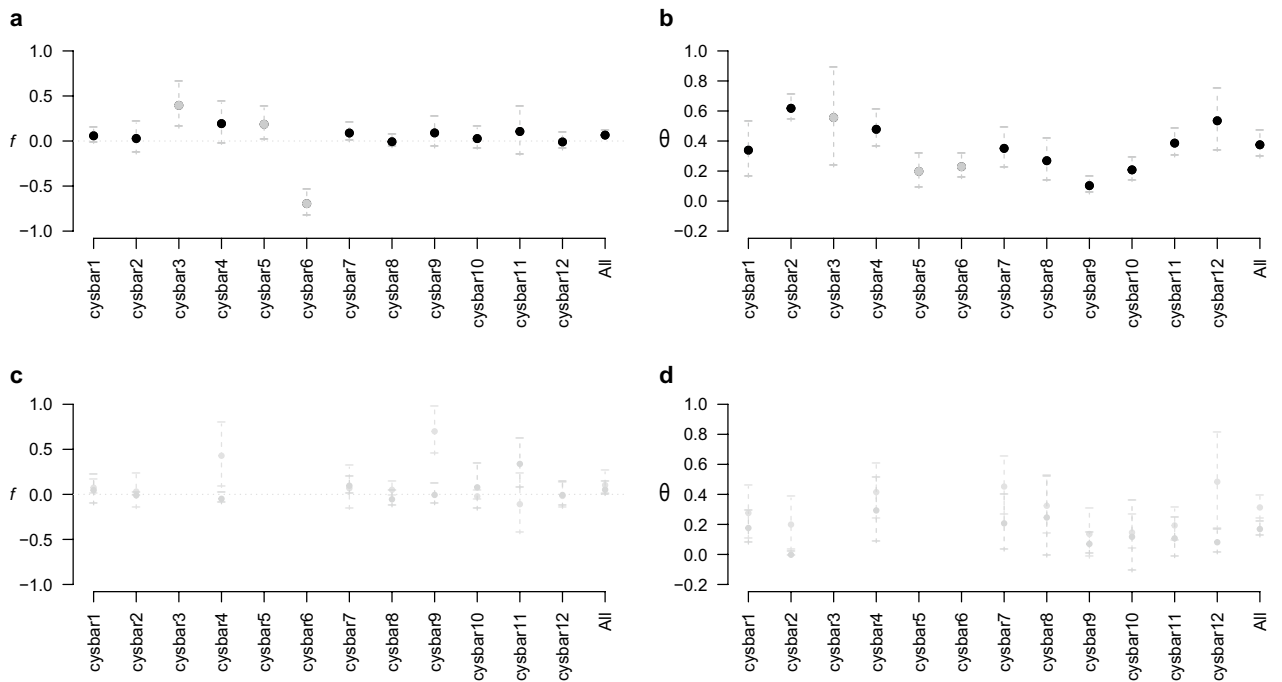 a
1.0
0.5
0.0
−0.5
−1.0
f
cysbar1
cysbar2
cysbar3
cysbar4
cysbar5
cysbar6
cysbar7
cysbar8
cysbar9
cysbar10
cysbar11
cysbar12
All
b
1.0
0.8
0.6
0.4
0.2
0.0
−0.2
θ
cysbar1
cysbar2
cysbar3
cysbar4
cysbar5
cysbar6
cysbar7
cysbar8
cysbar9
cysbar10
cysbar11
cysbar12
All
c
1.0
0.5
0.0
−0.5
−1.0
f
cysbar1
cysbar2
cysbar3
cysbar4
cysbar5
cysbar6
cysbar7
cysbar8
cysbar9
cysbar10
cysbar11
cysbar12
All
d
1.0
0.8
0.6
0.4
0.2
0.0
−0.2
θ
cysbar1
cysbar2
cysbar3
cysbar4
cysbar5
cysbar6
cysbar7
cysbar8
cysbar9
cysbar10
cysbar11
cysbar12
All